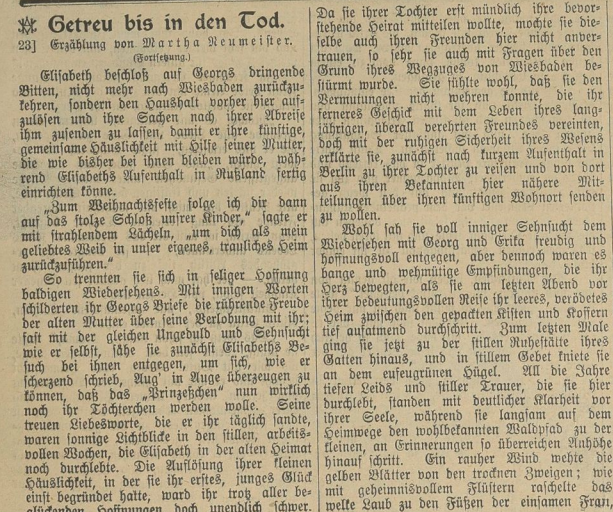 Getreu bis in den Tod.
23] Erzählung von Martha Neumeister.
(Fortsetzung.)
Elisabeth beschloß auf Georgs dringende
Bitten, nicht mehr nach Wiesbaden zurückzu-
kehren, sondern den Haushalt vorher hier auf-
zulösen und ihre Sachen nach ihrer Abreise
ihm zusenden zu lassen, damit er ihre künftige,
gemeinsame Häuslichkeit mit Hilfe seiner Mutter,
die wie bisher bei ihnen bleiben würde, wäh-
rend Elisabeths Aufenthalt in Rußland fertig
einrichten könne.
„Zum Weihnachtsfeste folge ich dir dann
auf das stolze Schloß unsrer Kinder,“ sagte er
mit strahlendem Lächeln, „um dich als mein
geliebtes Weib in unser eigenes, trauliches Heim
zurückzuführen.“
So trennten sie sich in seliger Hoffnung
baldigen Wiedersehens. Mit innigen Worten
schilderten ihr Georgs Briefe die rührende Freude
der alten Mutter über seine Verlobung mit ihr;
fast mit der gleichen Ungeduld und Sehnsucht
wie er selbst, sähe sie zunächst Elisabeths Be-
such bei ihnen entgegen, um sich, wie er
scherzend schrieb, Aug' in Auge überzeugen zu
können, daß das „Prinzeßchen“ nun wirklich
noch ihr Töchterchen werden wolle. Seine
treuen Liebesworte, die er ihr täglich sandte,
waren sonnige Lichtblicke in den stillen, arbeits-
vollen Wochen, die Elisabeth in der alten Heimat
noch durchlebte. Die Auflösung ihrer kleinen
Häuslichkeit, in der sie ihr erstes, junges Glück
einst begründet hatte, ward ihr trotz aller be-
glückenden Hoffnungen doch unendlich schwer.
Da sie ihrer Tochter erst mündlich ihre bevor-
stehende Heirat mitteilen wollte, mochte sie die-
selbe auch ihren Freunden hier nicht anver-
trauen, so sehr sie auch mit Fragen über den
Grund ihres Wegzuges von Wiesbaden be-
stürmt wurde. Sie fühlte wohl, daß sie den
Vermutungen nicht wehren konnte, die ihr
ferneres Geschick mit dem Leben ihres lang-
jährigen, überall verehrten Freundes vereinten,
doch mit der ruhigen Sicherheit ihres Wesens
erklärte sie, zunächst nach kurzem Aufenthalt in
Berlin zu ihrer Tochter zu reisen und von dort
aus ihren Bekannten hier nähere Mit-
teilungen über ihren künftigen Wohnort senden
zu wollen.
Wohl sah sie voll inniger Sehnsucht dem
Wiedersehen mit Georg und Erika freudig und
hoffnungsvoll entgegen, aber dennoch waren es
bange und wehmütige Empfindungen, die ihr
Herz bewegten, als sie am letzten Abend vor
ihrer bedeutungsvollen Reise ihr leeres, verödetes
Heim zwischen den gepackten Kisten und Koffern
tief aufatmend durchschritt. Zum letzten Male
ging sie jetzt zu der stillen Ruhestätte ihres
Gatten hinaus, und in stillem Gebet kniete sie
an dem efeugrünen Hügel. All die Jahre
tiefen Leids und stiller Trauer, die sie hier
durchlebt, standen mit deutlicher Klarheit vor
ihrer Seele, während sie langsam auf dem
Heimwege den wohlbekannten Waldpfad zu der
kleinen, an Erinnerungen so überreichen Anhöhe
hinauf schritt. Ein rauher Wind wehte die
gelben Blätter von den trocknen Zweigen; wie
mit geheimnisvollem Flüstern raschelte das
welke Laub zu den Füßen der einsamen Frau,